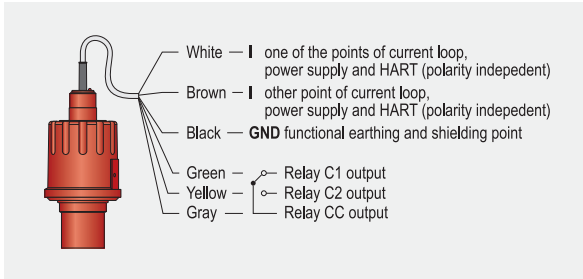 White – I one of the points of current loop,
power supply and HART (polarity indepedent)
Brown – I other point of current loop,
power supply and HART (polarity indepedent)
Black – GND functional earthing and shielding point
Green – Relay C1 output
Yellow – Relay C2 output
Gray – Relay CC output